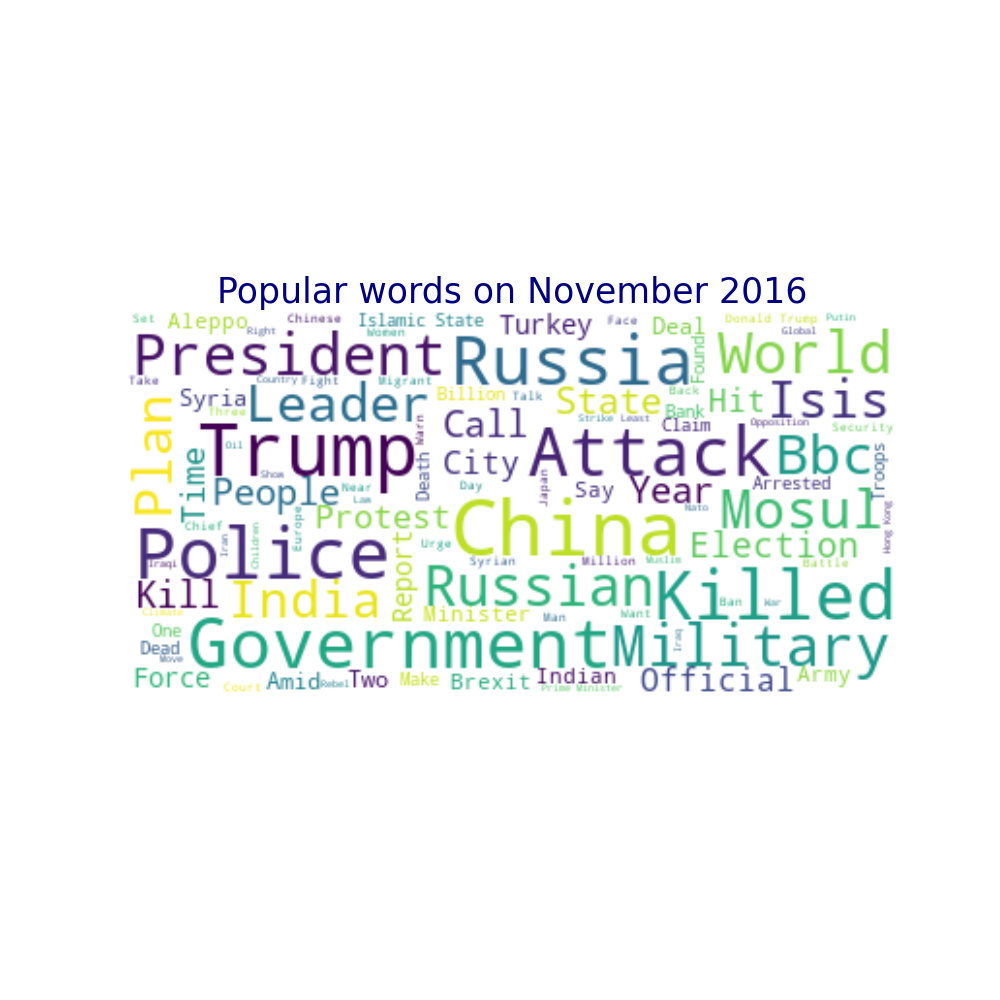 Popular words on November 2016
Set
Aleppo
Chinese
Islamic State
Turkey
Face
Deal
Donald Trump
Putin
Right
Women
Global
President
Russia
Found
World
Take
Country
Fight
Migrant
Syria
Leader
Billion
Talk
State
Back
Bank
Hit
Isis
Three
Plan
Trump
Warn
Call
Strike
Least
Claim
Opposition
Security
Oil
Time
Show
Death
City
Attack
Bbc
Troops
People
Near
Law
Day
Japan
Say
Year
Arrested
Nato
Mosul
Hong Kong
Chief
Iran
Children
Europe
Protest
Report
China
Urge
Election
Police
Iraqi
Syrian
Million
Muslim
Battle
Kill
India
Russian
Killed
Climate
Minister
Man
Want
Ban
War
One
Dead
Move
Government
Iraq
Military
Force
Court
Amid
Rebel
Two
Make
Brexit
Indian
Prime Minister
Official
Army